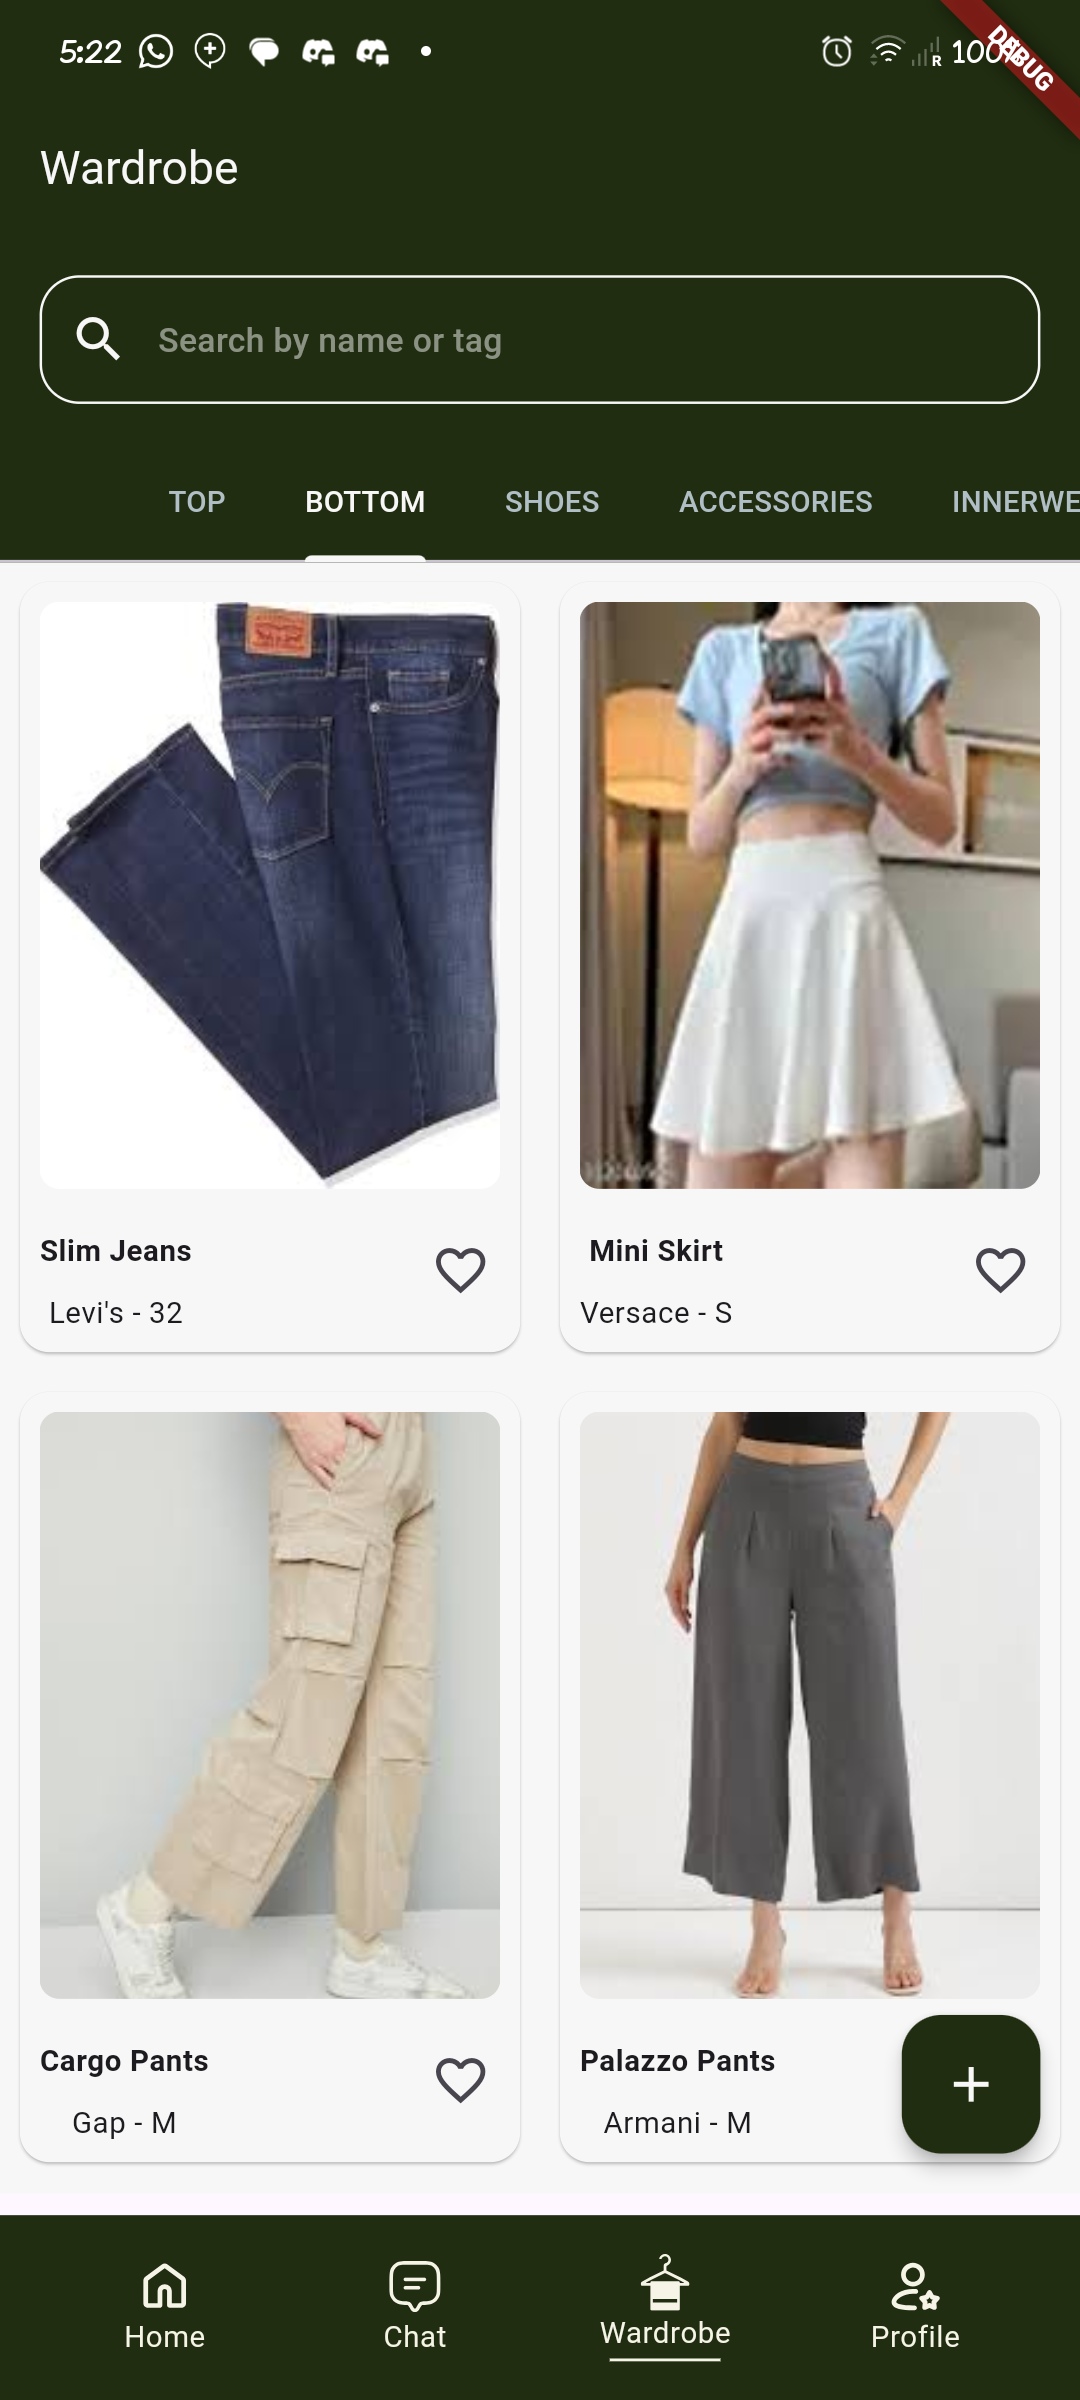 5:22
R 100%
DEBUG
Wardrobe
Search by name or tag
TOP BOTTOM SHOES ACCESSORIES INNERWE
Slim Jeans
Levi's - 32
Mini Skirt
Versace - S
Cargo Pants
Gap - M
Palazzo Pants
Armani - M
Home Chat Wardrobe Profile